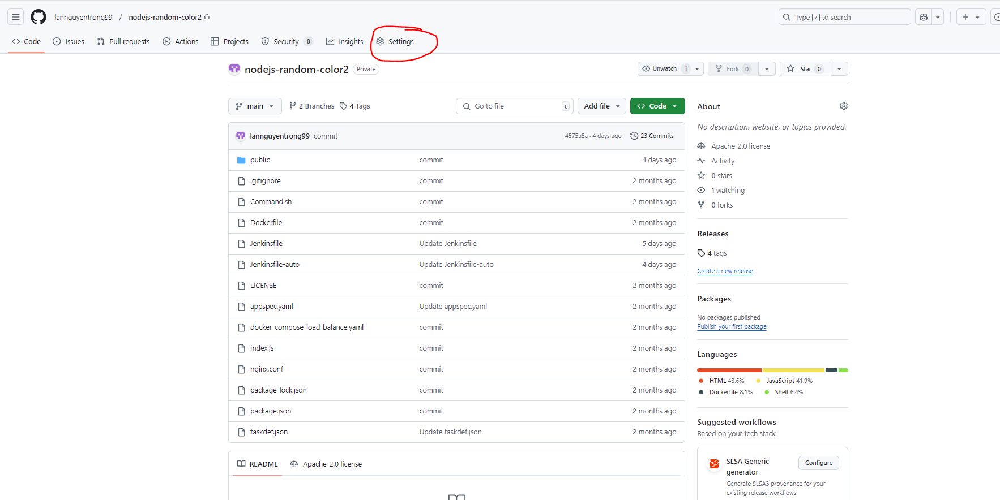 lannguyentrong99 / nodejs-random-color2
Type / to search
Code Issues Pull requests Actions Projects Security 8 Insights Settings
nodejs-random-color2 Private
Unwatch 1 Fork 0 Star 0
main 2 Branches 4 Tags Go to file t Add file Code
lannguyentrong99 commit 4575a5a · 4 days ago 23 Commits
public commit 4 days ago
.gitignore commit 2 months ago
Command.sh commit 2 months ago
Dockerfile commit 2 months ago
Jenkinsfile Update Jenkinsfile 5 days ago
Jenkinsfile-auto Update Jenkinsfile-auto 4 days ago
LICENSE commit 2 months ago
appspec.yaml Update appspec.yaml 2 months ago
docker-compose-load-balance.yaml commit 2 months ago
index.js commit 2 months ago
nginx.conf commit 2 months ago
package-lock.json commit 2 months ago
package.json commit 2 months ago
taskdef.json Update taskdef.json 2 months ago
README Apache-2.0 license
About
No description, website, or topics provided.
Apache-2.0 license
Activity
0 stars
1 watching
0 forks
Releases
4 tags
Create a new release
Packages
No packages published
Publish your first package
Languages
HTML 43.6% JavaScript 41.9%
Dockerfile 8.1% Shell 6.4%
Suggested workflows
Based on your tech stack
SLSA Generic
generator
Configure
Generate SLSA3 provenance for your
existing release workflows